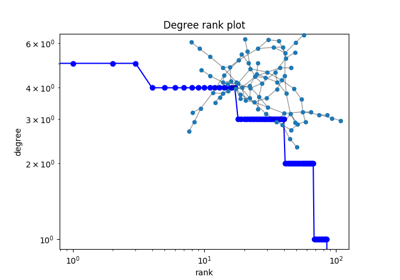 Degree rank plot
6 × 10⁰
4 × 10⁰
3 × 10⁰
2 × 10⁰
10⁰
degree
10⁰ 10¹ 10²
rank